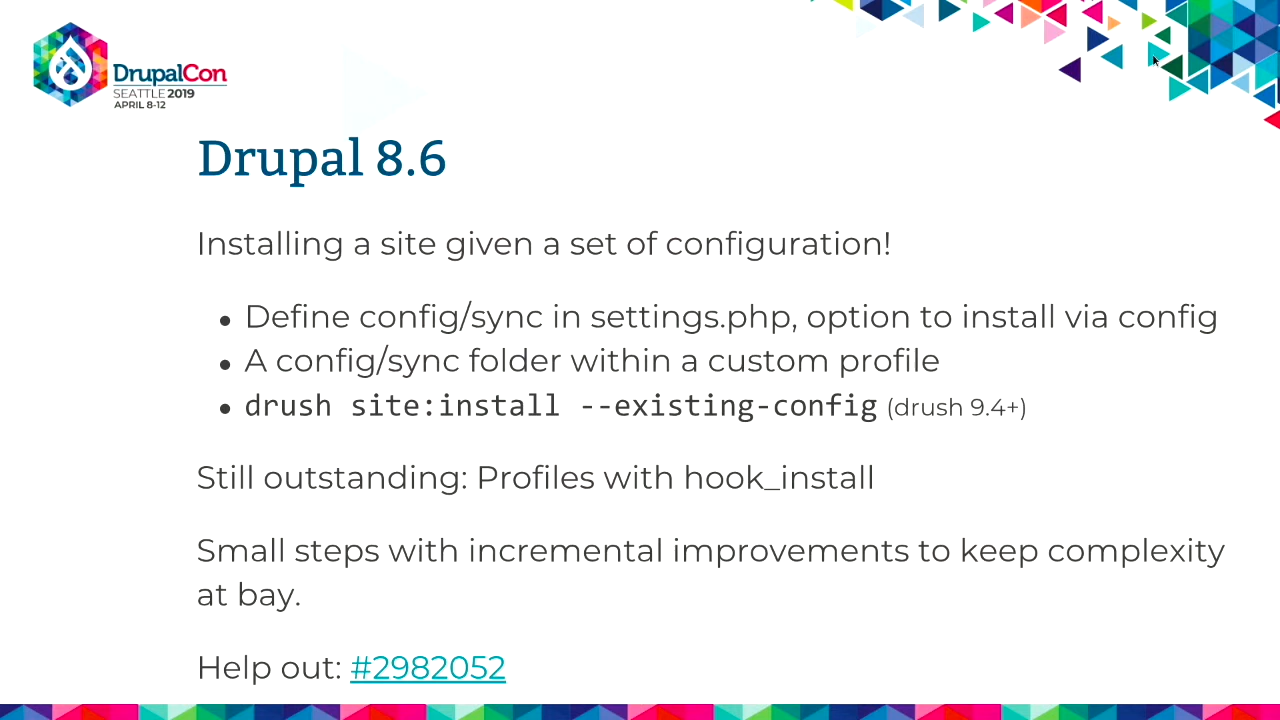 DrupalCon
SEATTLE 2019
APRIL 8-12
Drupal 8.6
Installing a site given a set of configuration!
• Define config/sync in settings.php, option to install via config
• A config/sync folder within a custom profile
• drush site:install --existing-config (drush 9.4+)
Still outstanding: Profiles with hook_install
Small steps with incremental improvements to keep complexity
at bay.
Help out: #2982052